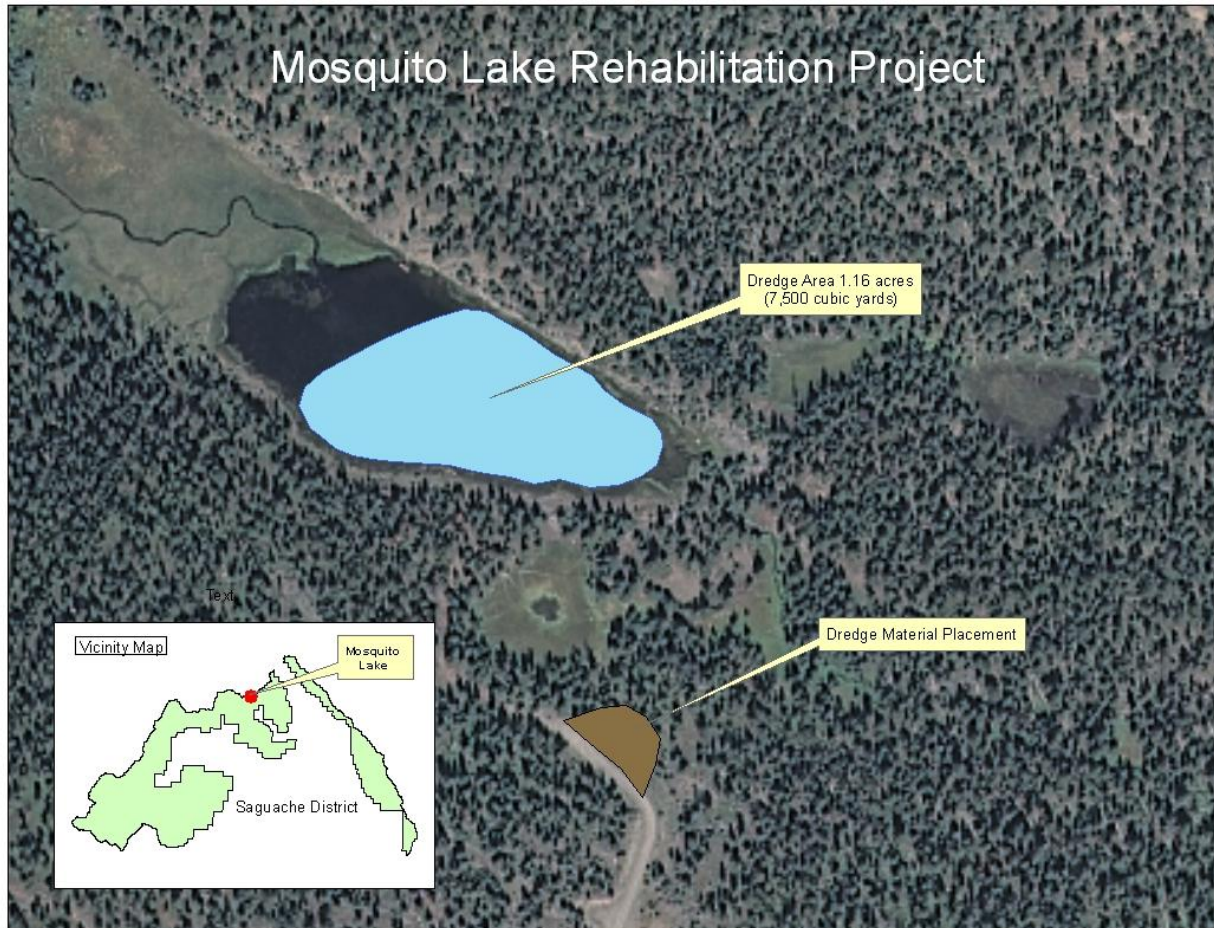 Mosquito Lake Rehabilitation Project
Dredge Area 1.16 acres
(7,500 cubic yards)
Text
Dredge Material Placement
Vicinity Map
Mosquito
Lake
Saguache District